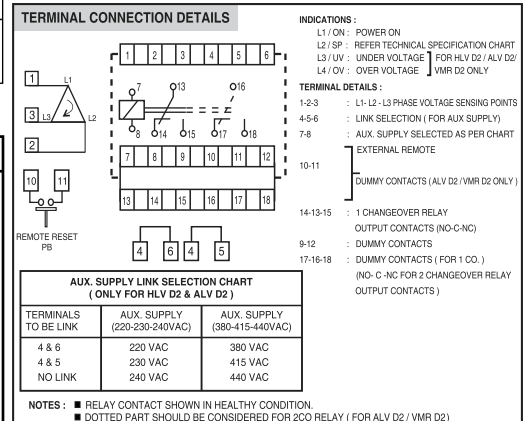 TERMINAL CONNECTION DETAILS
1 2 3 4 5 6
7 13 16
8 14 15 17 18
7 8 9 10 11 12
13 14 15 16 17 18
1 L1
3 L3 L2
2
10 11
REMOTE RESET
PB
4 6 4 5
INDICATIONS :
L1 / ON : POWER ON
L2 / SP : REFER TECHNICAL SPECIFICATION CHART
L3 / UV : UNDER VOLTAGE FOR HLV D2 / ALV D2/
L4 / OV : OVER VOLTAGE VMR D2 ONLY
TERMINAL DETAILS :
1-2-3 : L1- L2 - L3 PHASE VOLTAGE SENSING POINTS
4-5-6 : LINK SELECTION ( FOR AUX. SUPPLY)
7-8 : AUX. SUPPLY SELECTED AS PER CHART
EXTERNAL REMOTE
10-11
DUMMY CONTACTS ( ALV D2 / VMR D2 ONLY )
14-13-15 : 1 CHANGEOVER RELAY
OUTPUT CONTACTS (NO-C-NC)
9-12 : DUMMY CONTACTS
17-16-18 : DUMMY CONTACTS ( FOR 1 CO. )
(NO- C -NC FOR 2 CHANGEOVER RELAY
OUTPUT CONTACTS )
AUX. SUPPLY LINK SELECTION CHART
( ONLY FOR HLV D2 & ALV D2 )
TERMINALS TO BE LINK AUX. SUPPLY (220-230-240VAC) AUX. SUPPLY (380-415-440VAC)
4 & 6 220 VAC 380 VAC
4 & 5 230 VAC 415 VAC
NO LINK 240 VAC 440 VAC
NOTES : ■ RELAY CONTACT SHOWN IN HEALTHY CONDITION.
■ DOTTED PART SHOULD BE CONSIDERED FOR 2CO RELAY ( FOR ALV D2 / VMR D2)